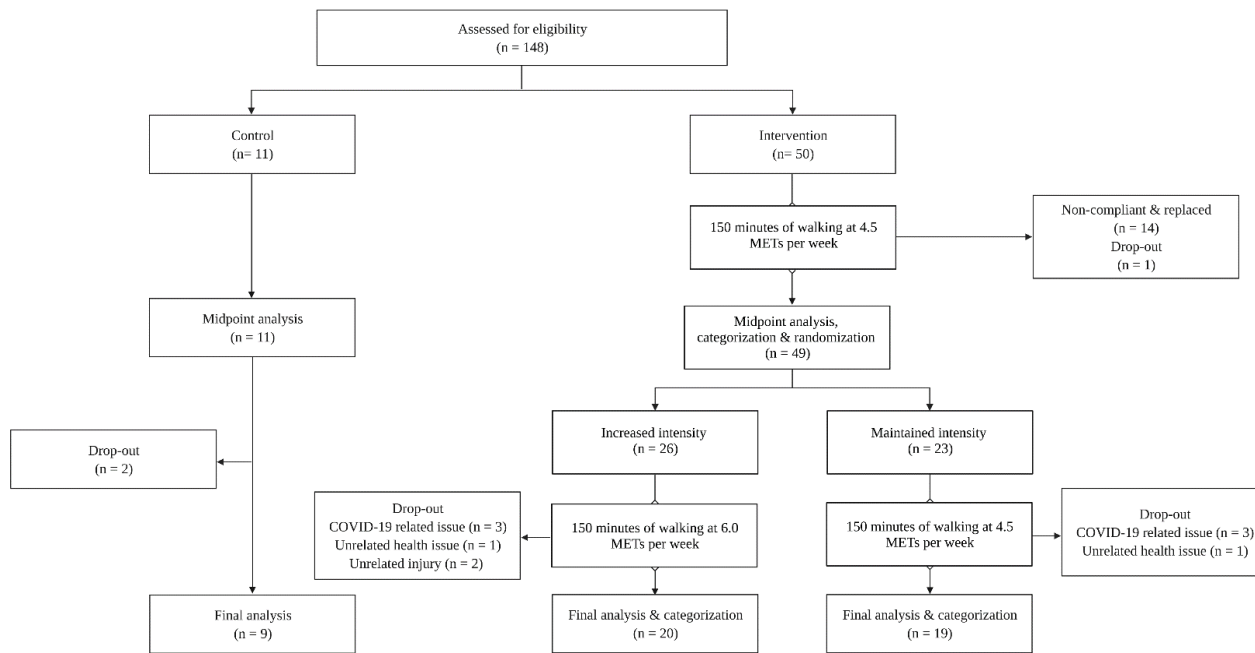 Assessed for eligibility
(n = 148)
Control
(n= 11)
Intervention
(n= 50)
150 minutes of walking at 4.5
METs per week
Non-compliant & replaced
(n = 14)
Drop-out
(n = 1)
Midpoint analysis
(n = 11)
Midpoint analysis,
categorization & randomization
(n = 49)
Drop-out
(n = 2)
Increased intensity
(n = 26)
Maintained intensity
(n = 23)
Drop-out
COVID-19 related issue (n = 3)
Unrelated health issue (n = 1)
Unrelated injury (n = 2)
150 minutes of walking at 6.0
METs per week
150 minutes of walking at 4.5
METs per week
Drop-out
COVID-19 related issue (n = 3)
Unrelated health issue (n = 1)
Final analysis
(n = 9)
Final analysis & categorization
(n = 20)
Final analysis & categorization
(n = 19)